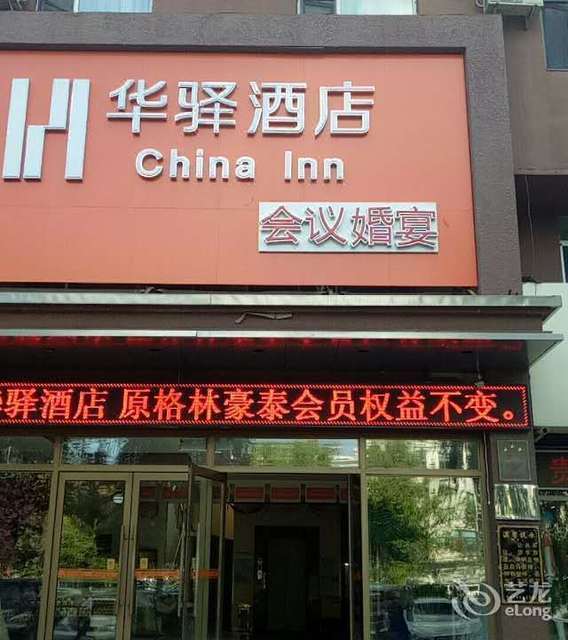 华驿酒店
China Inn
会议婚宴
驿酒店 原格林豪泰会员权益不变。
艺龙
eLong